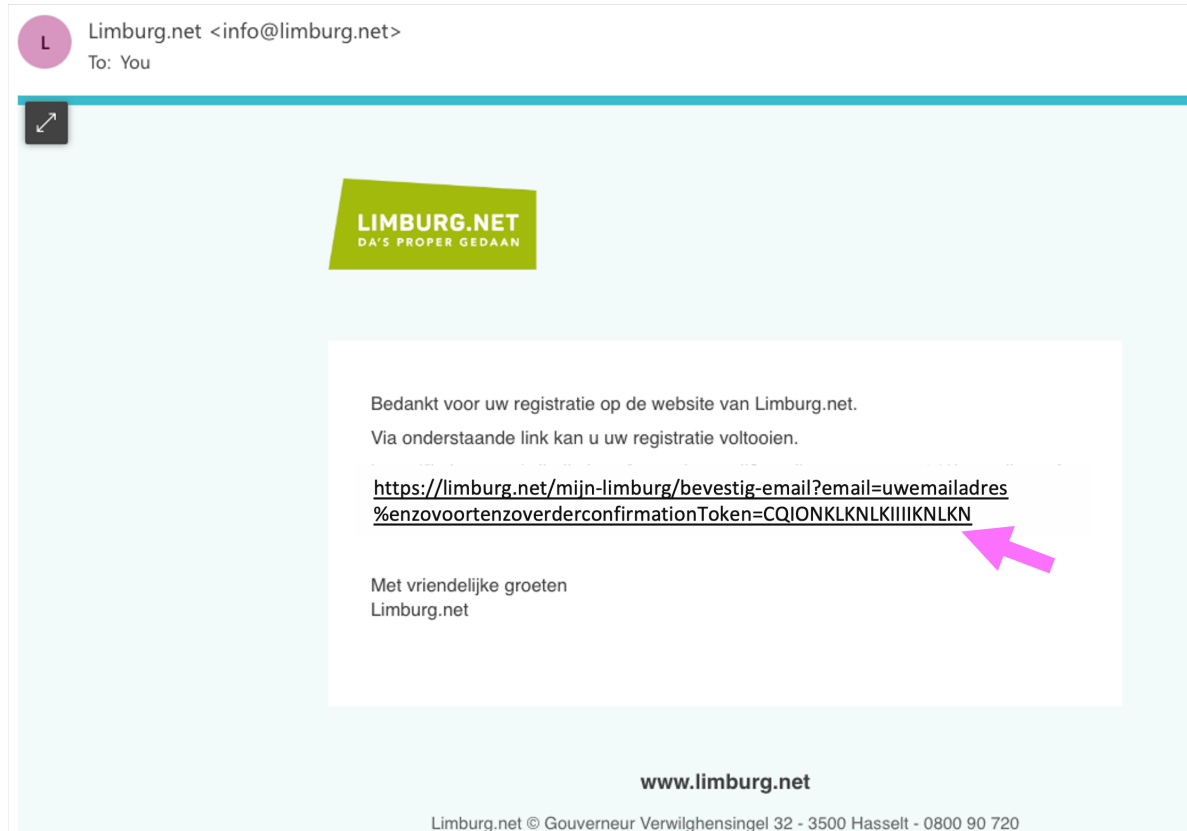 L
Limburg.net <info@limburg.net>
To: You
LIMBURG.NET
DA'S PROPER GEDAAN
Bedankt voor uw registratie op de website van Limburg.net.
Via onderstaande link kan u uw registratie voltooien.
https://limburg.net/mijn-limburg/bevestig-email?email=uwemailadres
%enzovoortenzoverderconfirmationToken=CQIONKLKNLKIIIIKNLKN
Met vriendelijke groeten
Limburg.net
www.limburg.net
Limburg.net © Gouverneur Verwilghensingel 32 - 3500 Hasselt - 0800 90 720